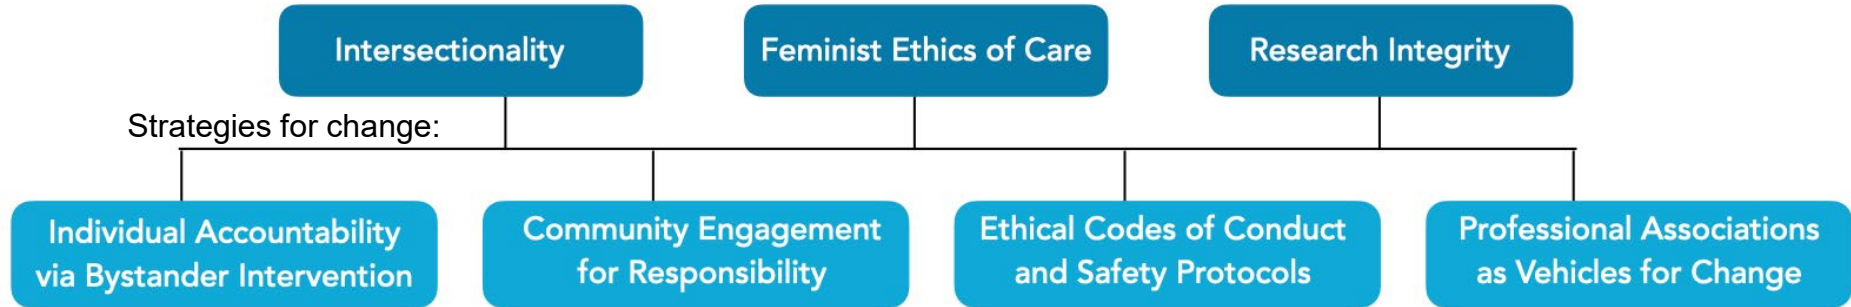 Intersectionality
Feminist Ethics of Care
Research Integrity
Strategies for change:
Individual Accountability
via Bystander Intervention
Community Engagement
for Responsibility
Ethical Codes of Conduct
and Safety Protocols
Professional Associations
as Vehicles for Change